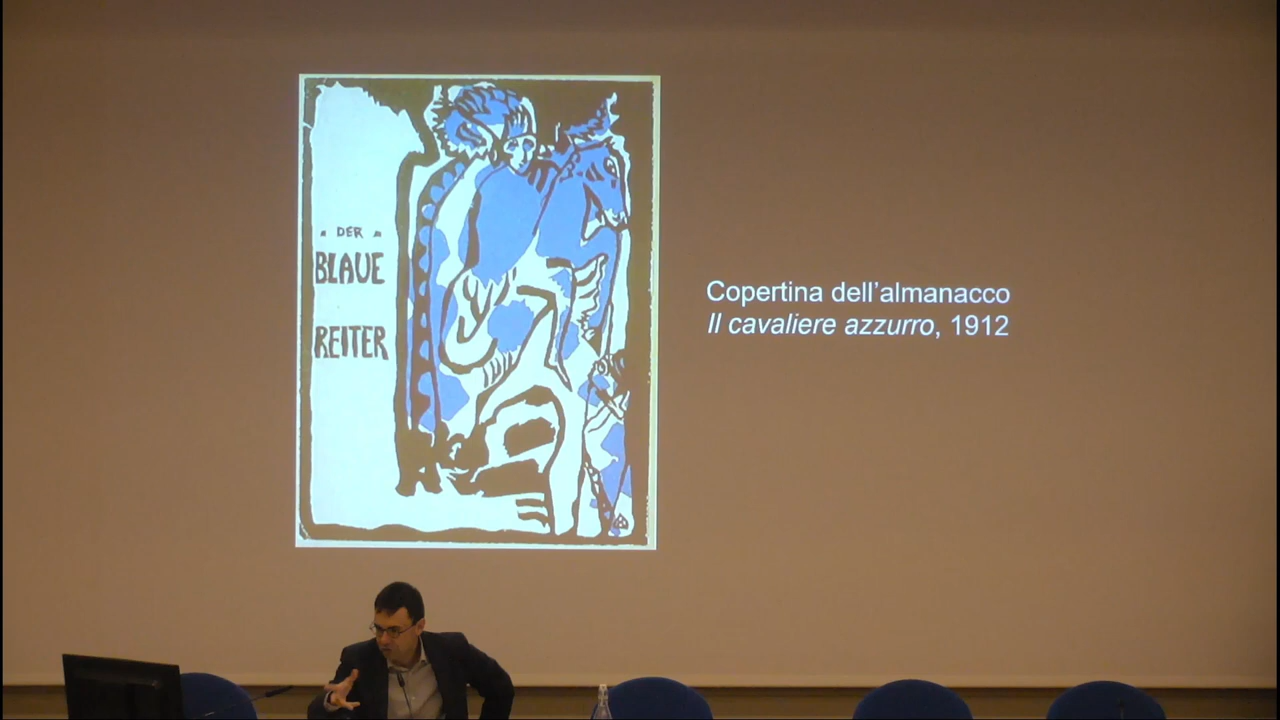 DER
BLAUE
REITER
Copertina dell'almanacco
Il cavaliere azzurro, 1912